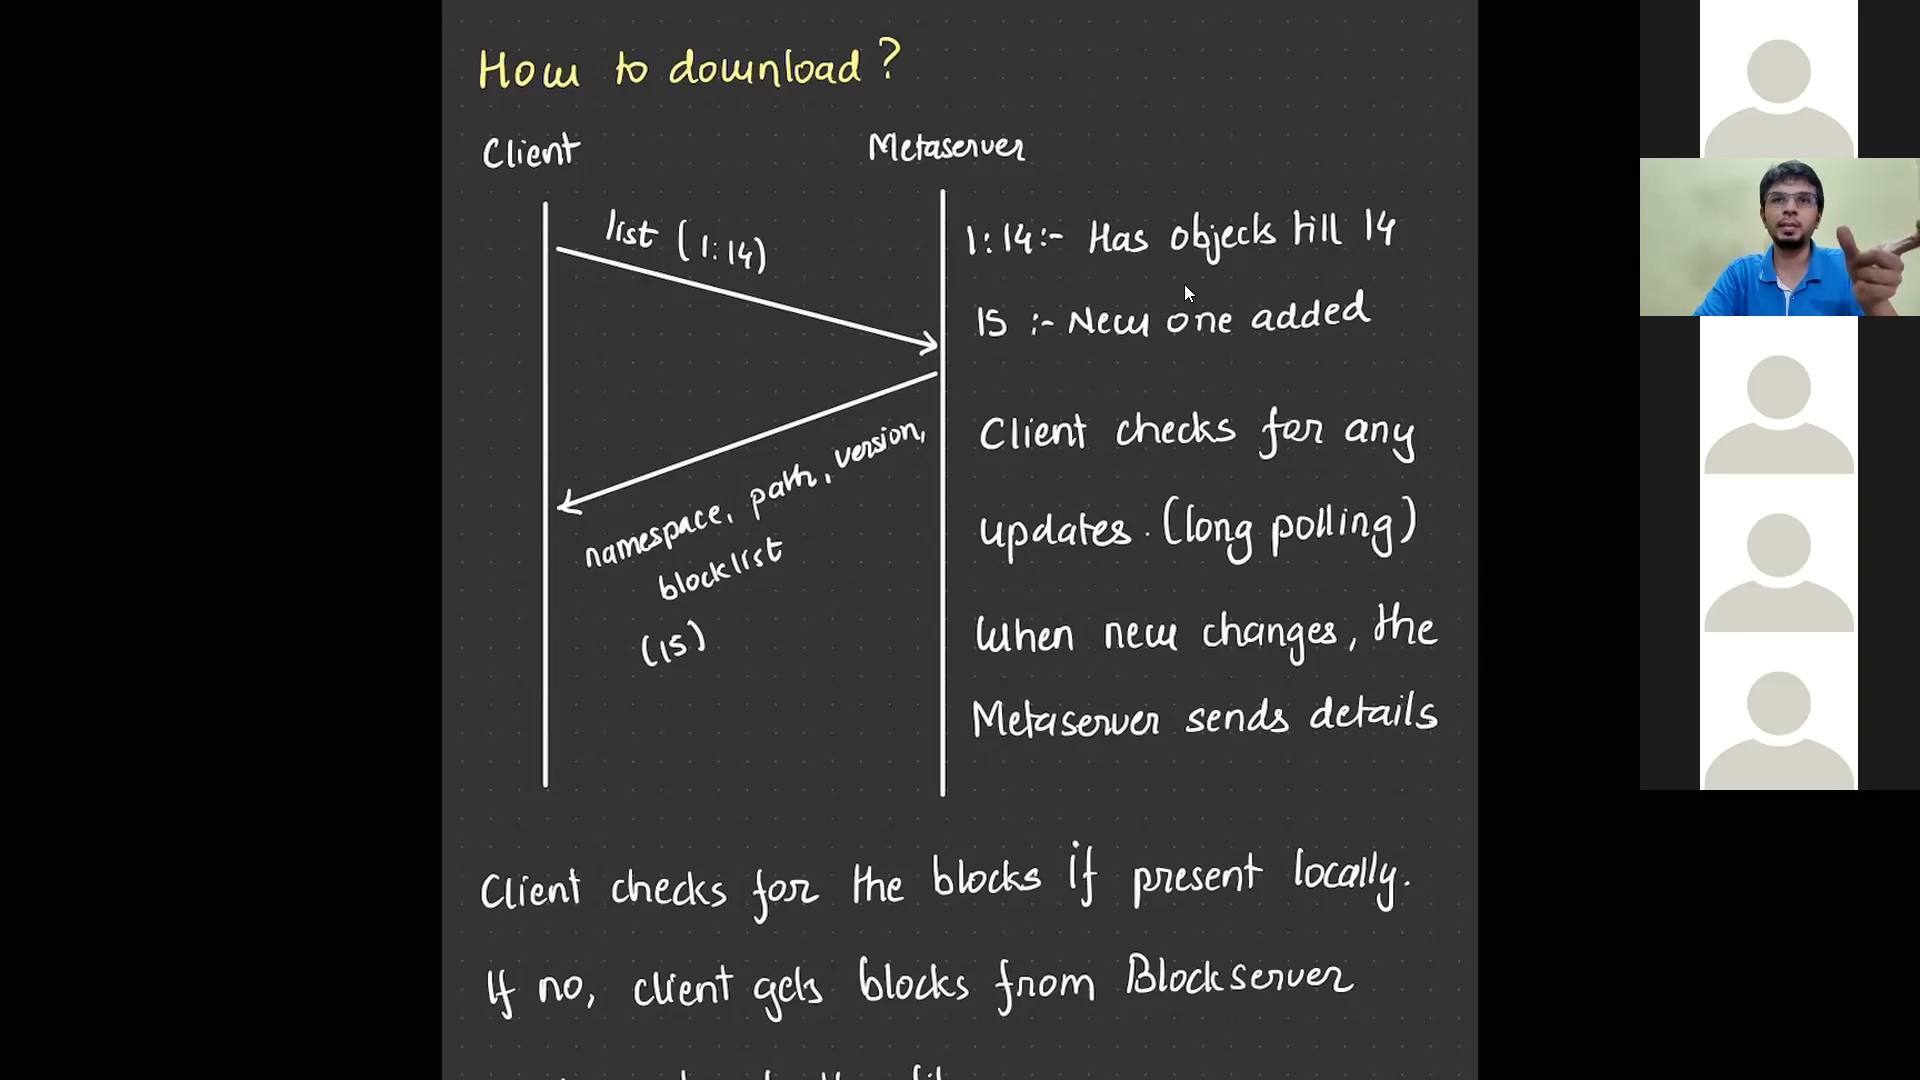 How to download?
Client
Metaserver
list (1:14)
1:14:- Has objects till 14
15 :- New one added
Client checks for any
updates. (long polling)
namespace, path, version,
blocklist
(15)
When new changes, the
Metaserver sends details
Client checks for the blocks if present locally.
If no, client gets blocks from Blockserver